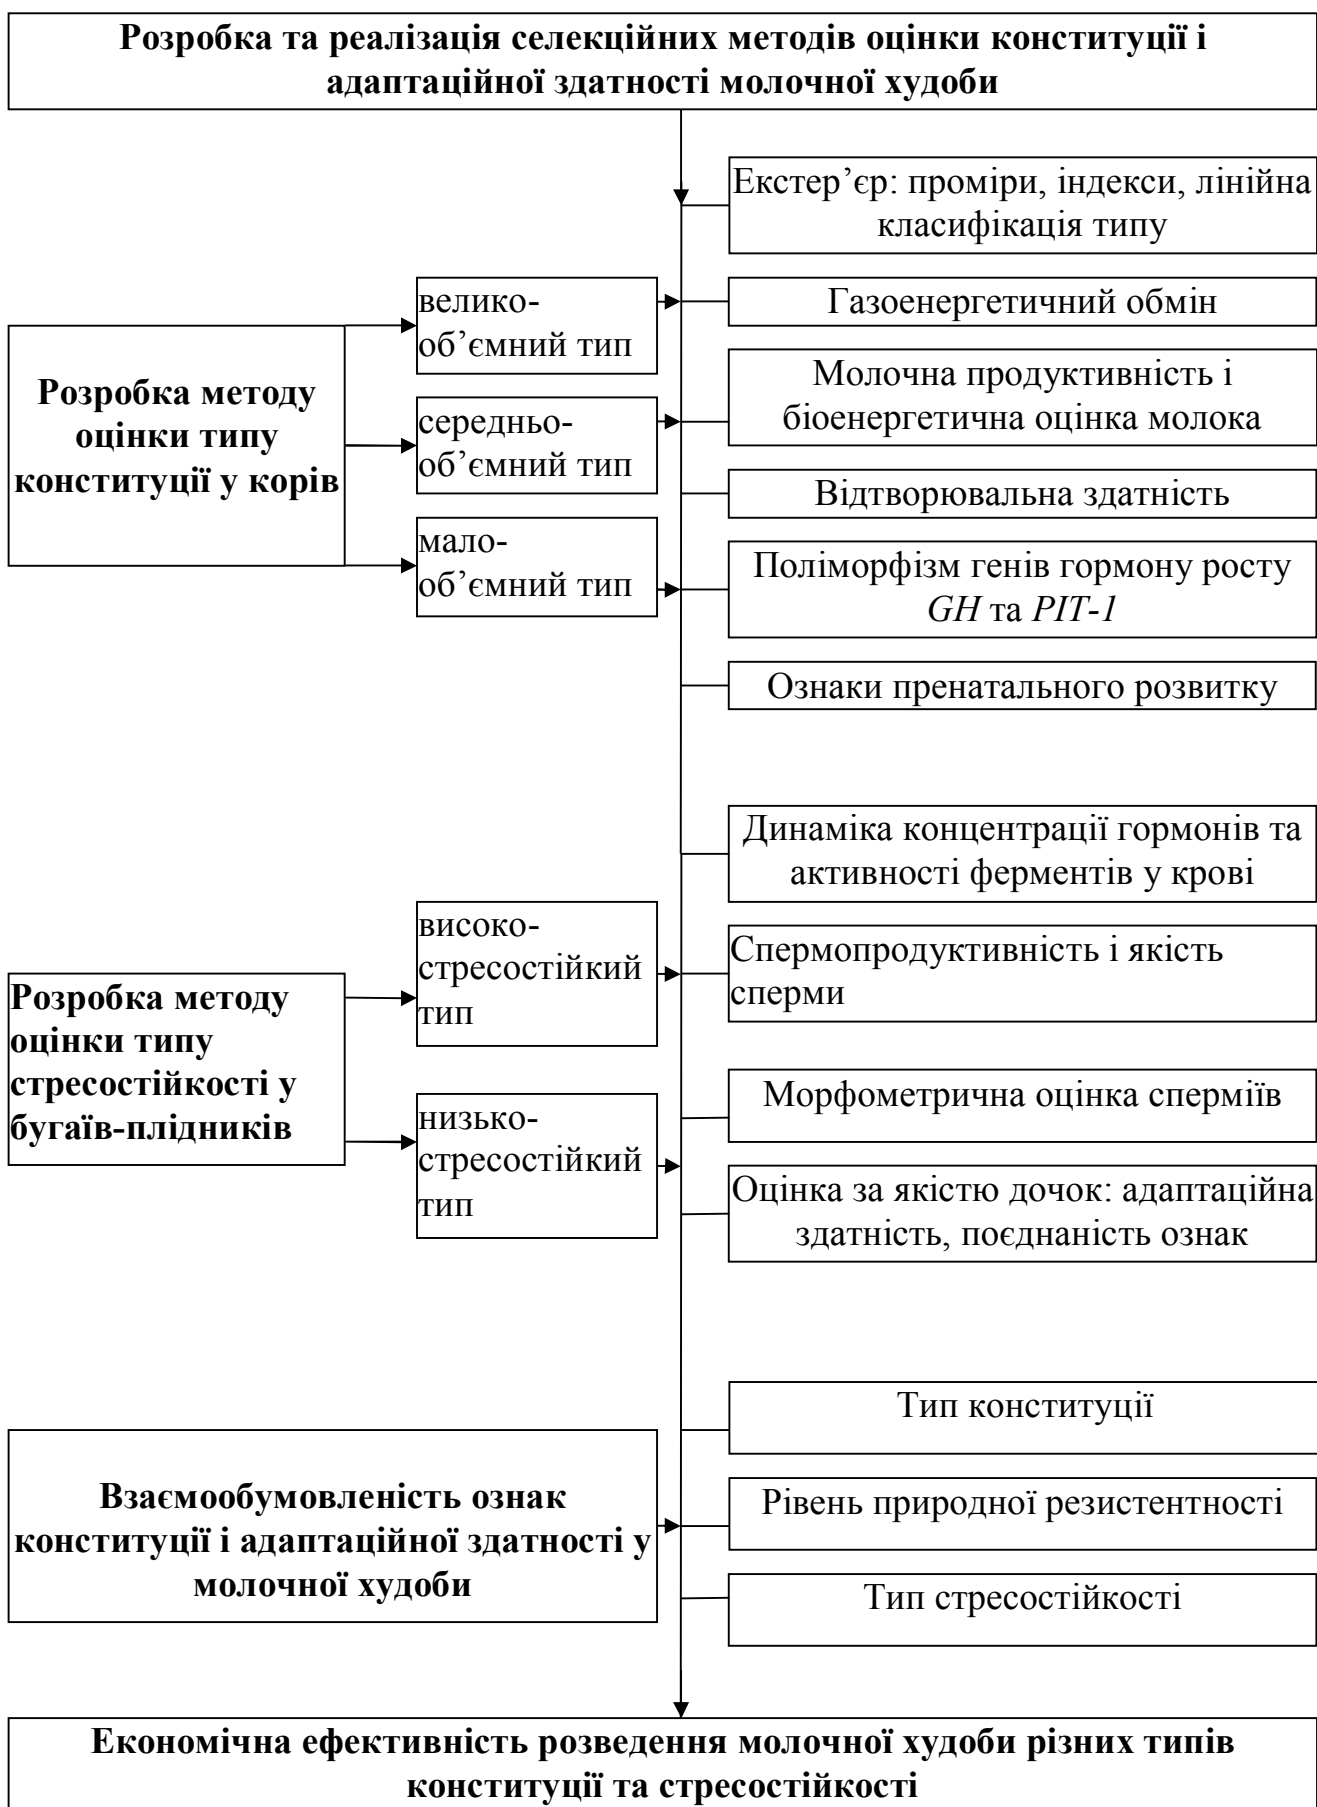 Розробка та реалізація селекційних методів оцінки конституції і
адаптаційної здатності молочної худоби
Екстер’єр: проміри, індекси, лінійна
класифікація типу
Розробка методу
оцінки типу
конституції у корів
велико-
об’ємний тип
середньо-
об’ємний тип
мало-
об’ємний тип
Газоенергетичний обмін
Молочна продуктивність і
біоенергетична оцінка молока
Відтворювальна здатність
Поліморфізм генів гормону росту
GH та PIT-1
Ознаки пренатального розвитку
Динаміка концентрації гормонів та
активності ферментів у крові
Розробка методу
оцінки типу
стресостійкості у
бугаїв-плідників
високо-
стресостійкий
тип
низько-
стресостійкий
тип
Спермопродуктивність і якість
сперми
Морфометрична оцінка сперміїв
Оцінка за якістю дочок: адаптаційна
здатність, поєднаність ознак
Взаємообумовленість ознак
конституції і адаптаційної здатності у
молочної худоби
Тип конституції
Рівень природної резистентності
Тип стресостійкості
Економічна ефективність розведення молочної худоби різних типів
конституції та стресостійкості